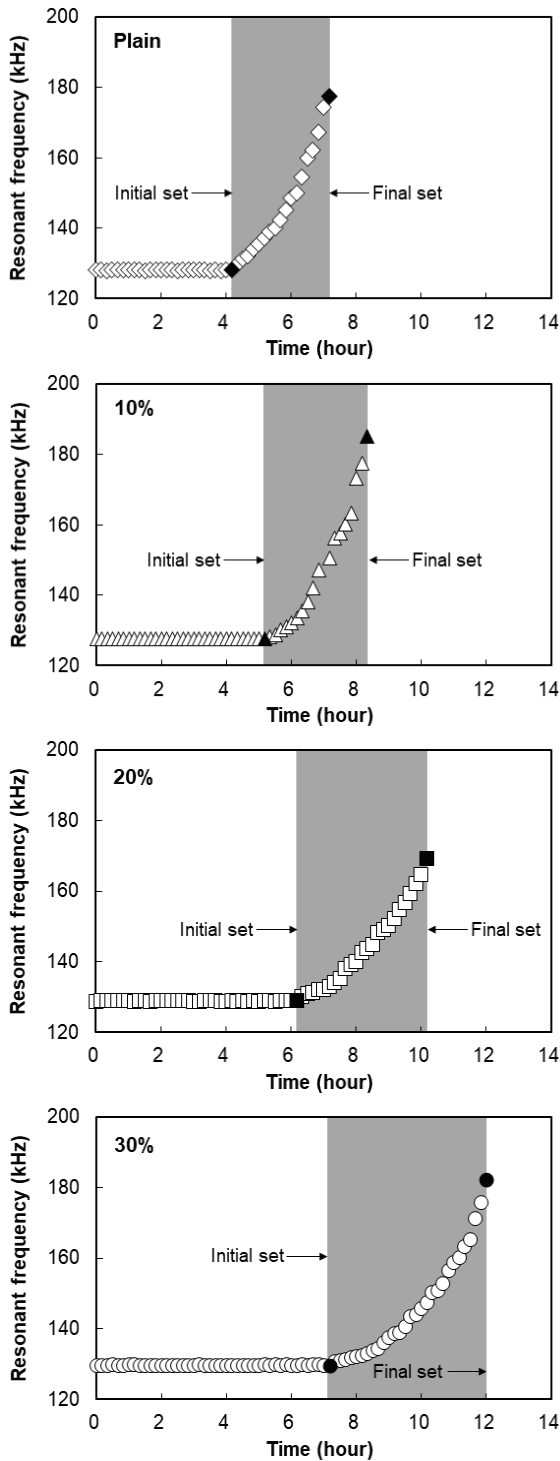 Plain
Resonant frequency (kHz)
200
180
160
140
120
Initial set
Final set
0 2 4 6 8 10 12 14
Time (hour)
10%
Resonant frequency (kHz)
200
180
160
140
120
Initial set
Final set
0 2 4 6 8 10 12 14
Time (hour)
20%
Resonant frequency (kHz)
200
180
160
140
120
Initial set
Final set
0 2 4 6 8 10 12 14
Time (hour)
30%
Resonant frequency (kHz)
200
180
160
140
120
Initial set
Final set
0 2 4 6 8 10 12 14
Time (hour)